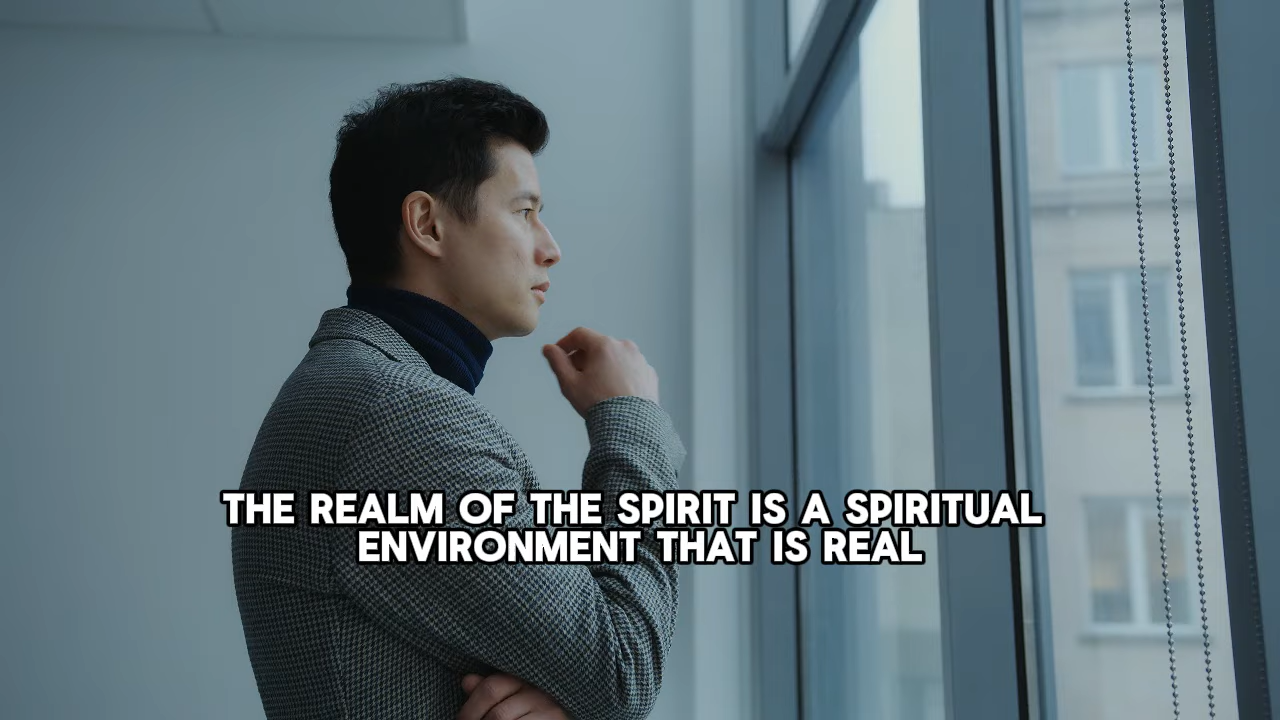 THE REALM OF THE SPIRIT IS A SPIRITUAL
ENVIRONMENT THAT IS REAL